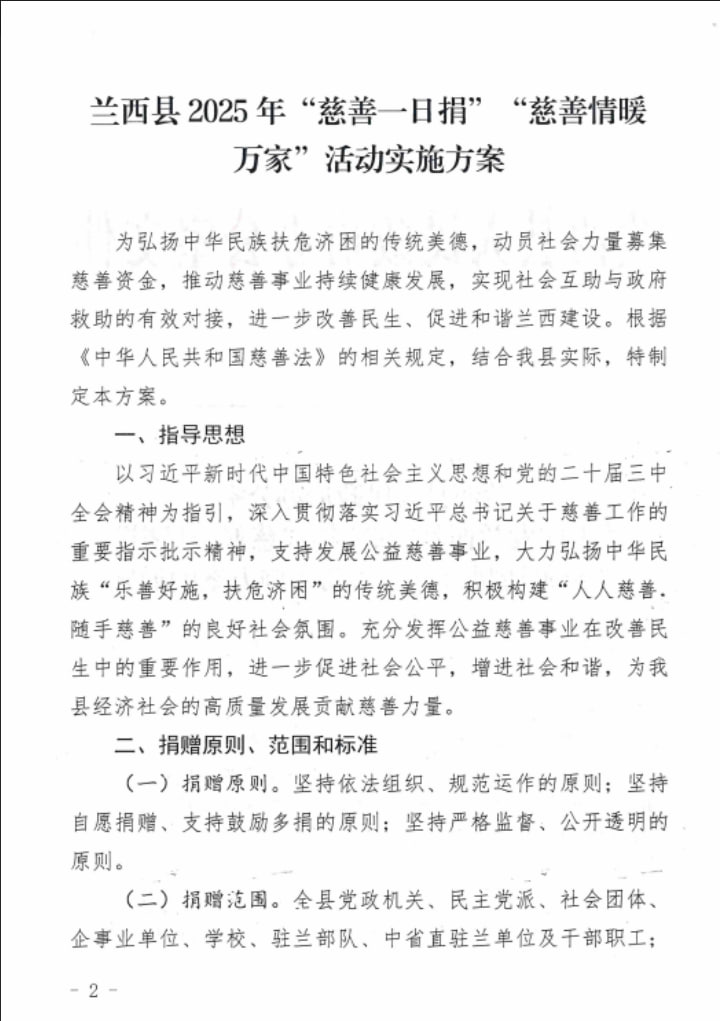 兰西县 2025 年“慈善一日捐”“慈善情暖
万家”活动实施方案
为弘扬中华民族扶危济困的传统美德，动员社会力量募集
慈善资金，推动慈善事业持续健康发展，实现社会互助与政府
救助的有效对接，进一步改善民生、促进和谐兰西建设。根据
《中华人民共和国慈善法》的相关规定，结合我县实际，特制
定本方案。
一、指导思想
以习近平新时代中国特色社会主义思想和党的二十届三中
全会精神为指引，深入贯彻落实习近平总书记关于慈善工作的
重要指示批示精神，支持发展公益慈善事业，大力弘扬中华民
族“乐善好施，扶危济困”的传统美德，积极构建“人人慈善．
随手慈善”的良好社会氛围。充分发挥公益慈善事业在改善民
生中的重要作用，进一步促进社会公平，增进社会和谐，为我
县经济社会的高质量发展贡献慈善力量。
二、捐赠原则、范围和标准
（一）捐赠原则。坚持依法组织、规范运作的原则；坚持
自愿捐赠、支持鼓励多捐的原则；坚持严格监督、公开透明的
原则。
（二）捐赠范围。全县党政机关、民主党派、社会团体、
企事业单位、学校、驻兰部队、中省直驻兰单位及干部职工；
- 2 -